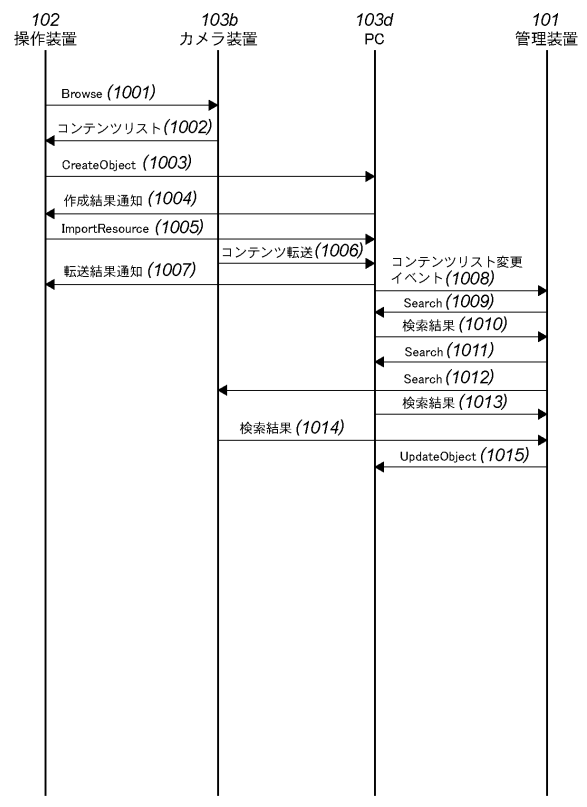 102 103b 103d 101
操作装置 カメラ装置 PC 管理装置
Browse (1001)
コンテンツリスト(1002)
CreateObject (1003)
作成結果通知 (1004)
ImportResource (1005)
コンテンツ転送(1006)
転送結果通知 (1007)
コンテンツリスト変更
イベント(1008)
Search (1009)
検索結果 (1010)
Search (1011)
Search (1012)
検索結果 (1013)
検索結果 (1014)
UpdateObject (1015)